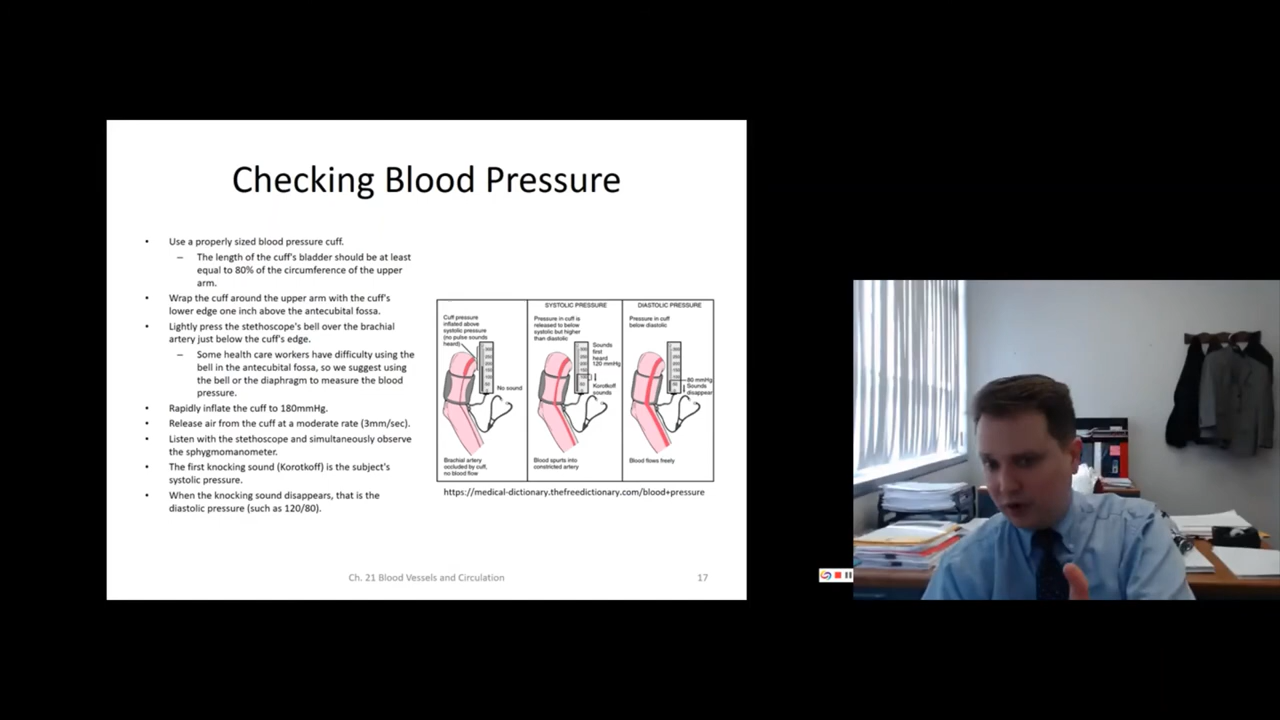 Checking Blood Pressure
• Use a properly sized blood pressure cuff.
– The length of the cuff's bladder should be at least
equal to 80% of the circumference of the upper
arm.
• Wrap the cuff around the upper arm with the cuff's
lower edge one inch above the antecubital fossa.
• Lightly press the stethoscope's bell over the brachial
artery just below the cuff's edge.
– Some health care workers have difficulty using the
bell in the antecubital fossa, so we suggest using
the bell or the diaphragm to measure the blood
pressure.
• Rapidly inflate the cuff to 180mmHg.
• Release air from the cuff at a moderate rate (3mm/sec).
• Listen with the stethoscope and simultaneously observe
the sphygmomanometer.
• The first knocking sound (Korotkoff) is the subject's
systolic pressure.
• When the knocking sound disappears, that is the
diastolic pressure (such as 120/80).
Cuff pressure
inflated above
systolic pressure
(no pulse sounds
heard)
No sound
Brachial artery
occluded by cuff,
no blood flow
SYSTOLIC PRESSURE
Pressure in cuff is
released to below
systolic but higher
than diastolic
Sounds
first
heard
120 mmHg
Korotkoff
sounds
Blood spurts into
constricted artery
DIASTOLIC PRESSURE
Pressure in cuff
below diastolic
80 mmHg
Sounds
disappear
Blood flows freely
https://medical-dictionary.thefreedictionary.com/blood+pressure
Ch. 21 Blood Vessels and Circulation
17